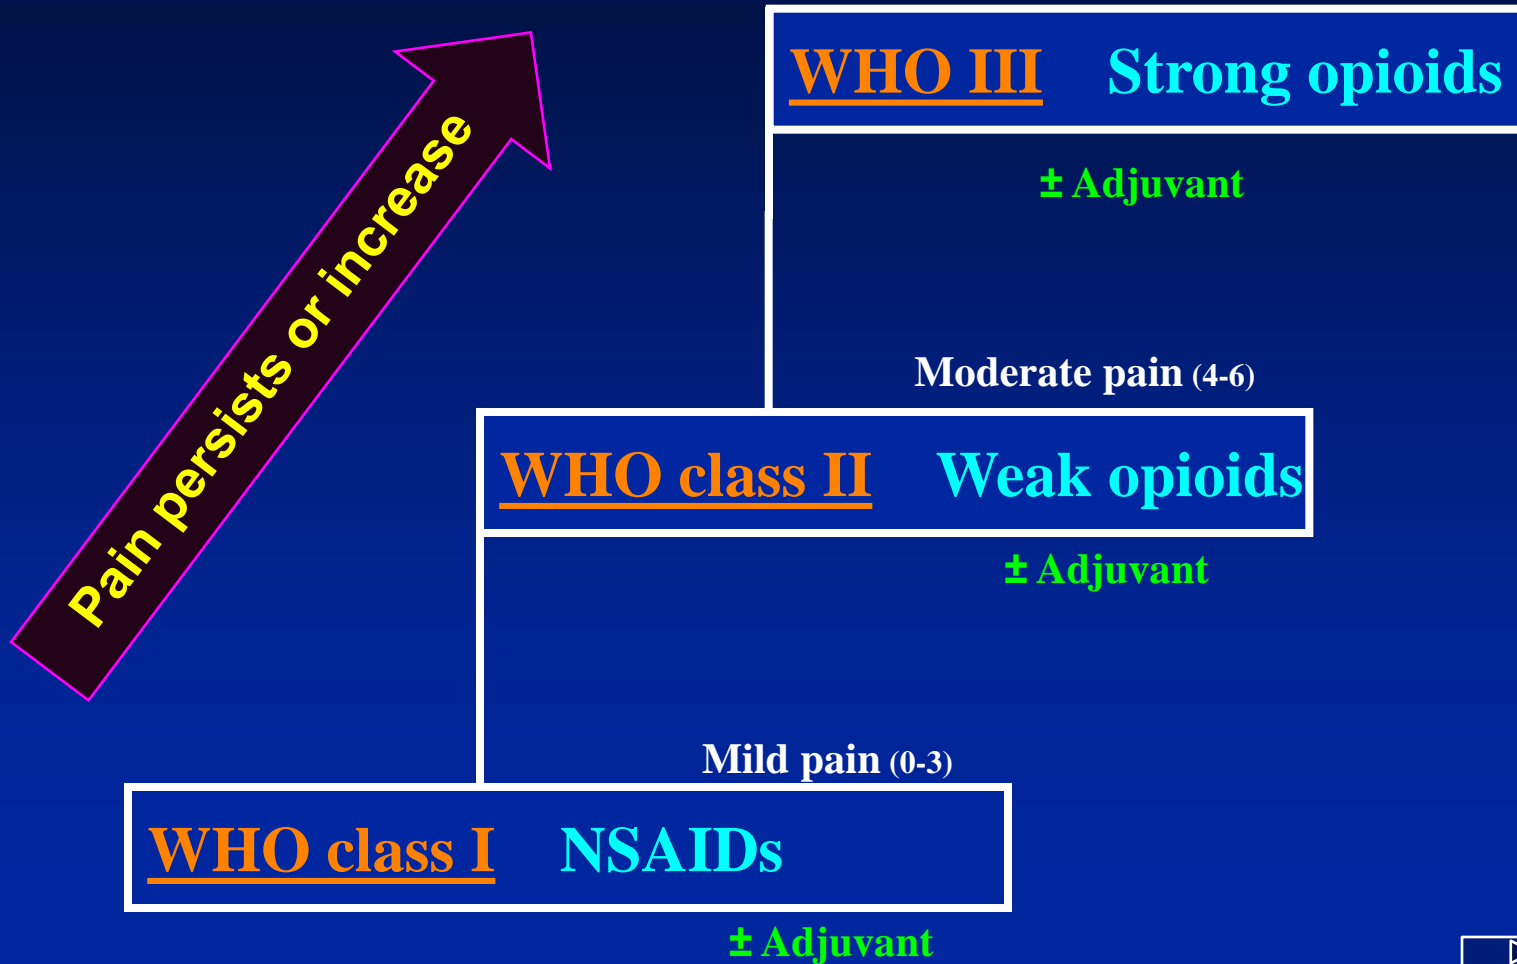 WHO III Strong opioids
± Adjuvant
Pain persists or increase
Moderate pain (4-6)
WHO class II Weak opioids
± Adjuvant
Mild pain (0-3)
WHO class I NSAIDs
± Adjuvant